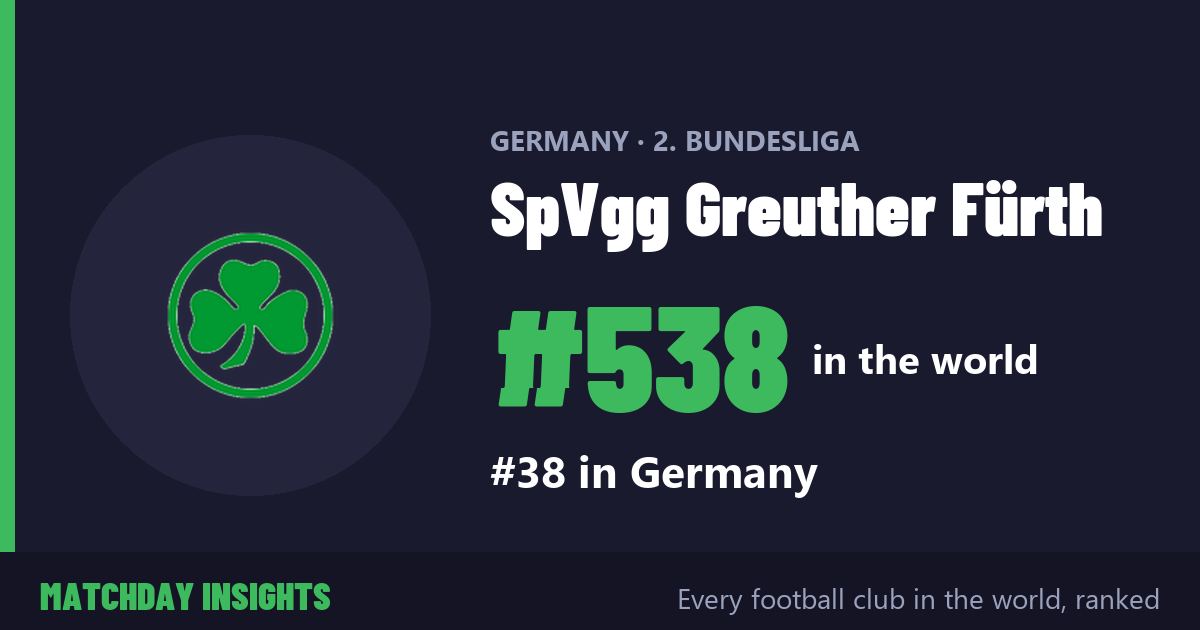 GERMANY · 2. BUNDESLIGA
SpVgg Greuther Fürth
#538 in the world
#38 in Germany
MATCHDAY INSIGHTS
Every football club in the world, ranked